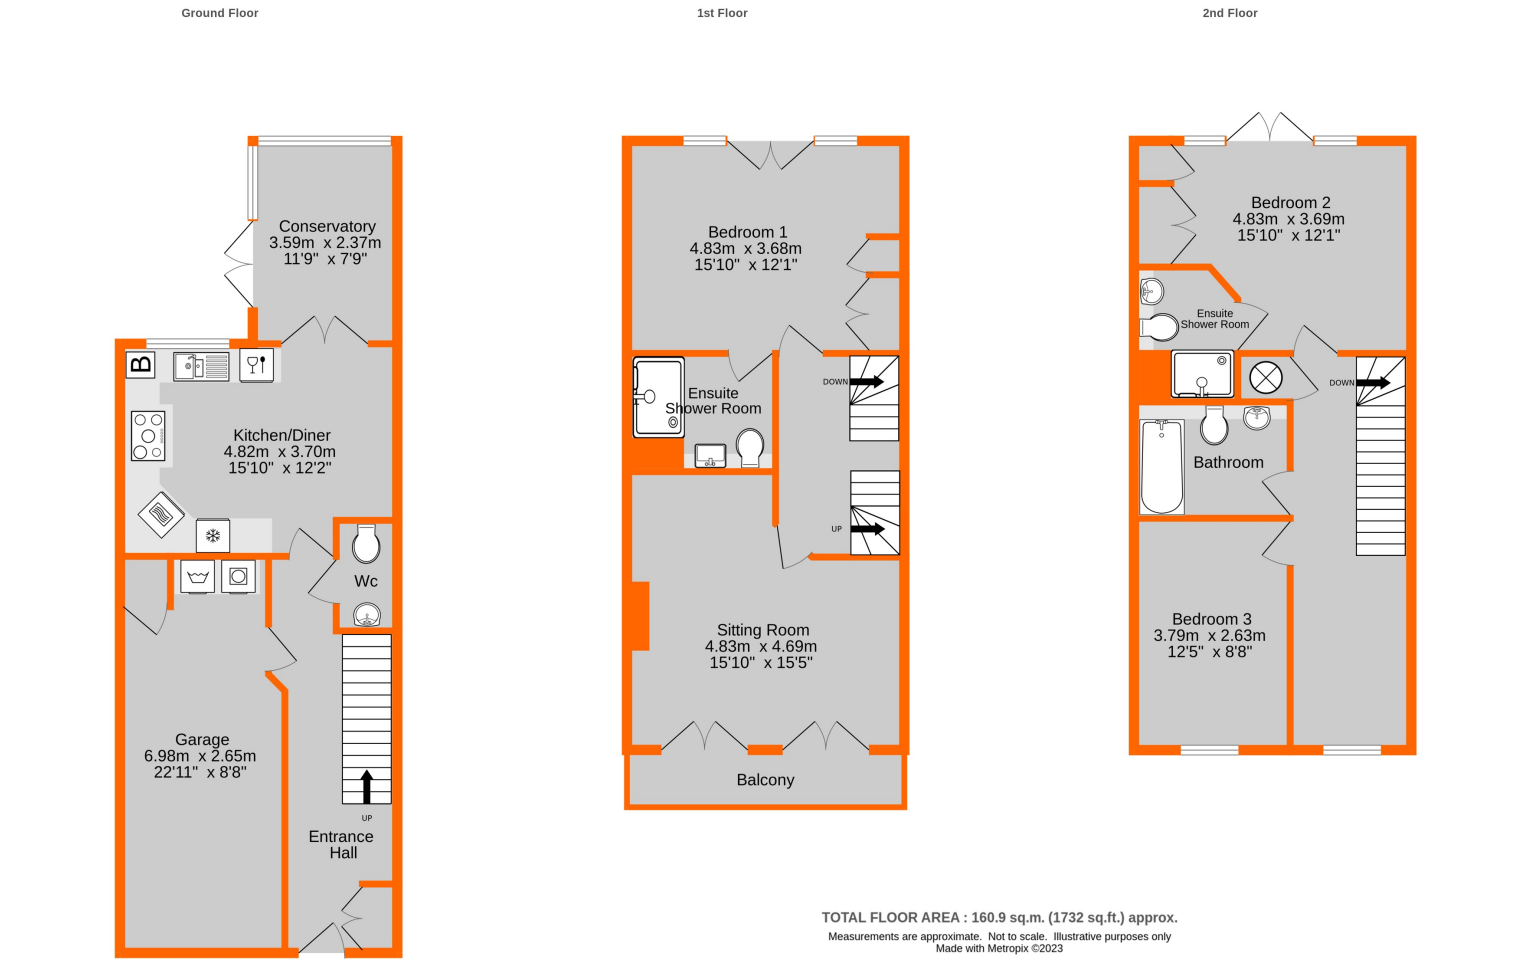 Ground Floor
1st Floor
2nd Floor
Conservatory
3.59m x 2.37m
11'9" x 7'9"
B
Kitchen/Diner
4.82m x 3.70m
15'10" x 12'2"
Wc
Garage
6.98m x 2.65m
22'11" x 8'8"
UP
Entrance
Hall
Bedroom 1
4.83m x 3.68m
15'10" x 12'1"
DOWN
Ensuite
Shower Room
UP
Sitting Room
4.83m x 4.69m
15'10" x 15'5"
Balcony
Bedroom 2
4.83m x 3.69m
15'10" x 12'1"
Ensuite
Shower Room
DOWN
Bathroom
Bedroom 3
3.79m x 2.63m
12'5" x 8'8"
TOTAL FLOOR AREA : 160.9 sq.m. (1732 sq.ft.) approx.
Measurements are approximate. Not to scale. Illustrative purposes only
Made with Metropix ©2023